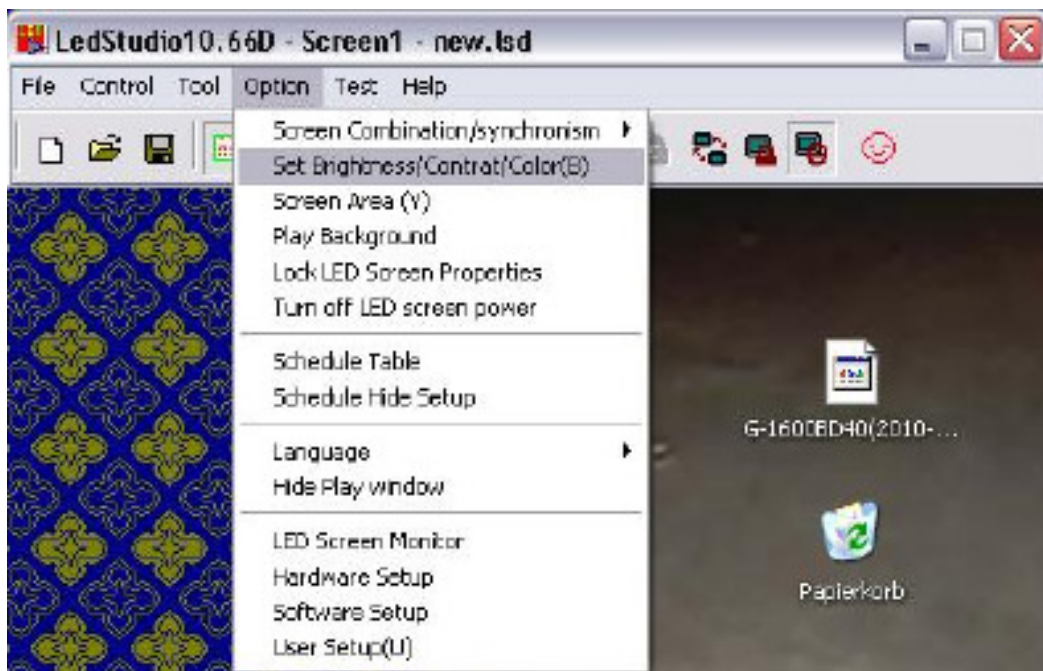 LedStudio10.66D - Screen1 - new.lsd
File Control Tool Option Test Help
Screen Combination/synchronism
Set Brightness/Contrat/Color(B)
Screen Area (Y)
Play Background
Lock LED Screen Properties
Turn off LED screen power
Schedule Table
Schedule Hide Setup
Language
Hide Play window
LED Screen Monitor
Hardware Setup
Software Setup
User Setup(U)
G-1600BD40(2010-...
Papierkorb